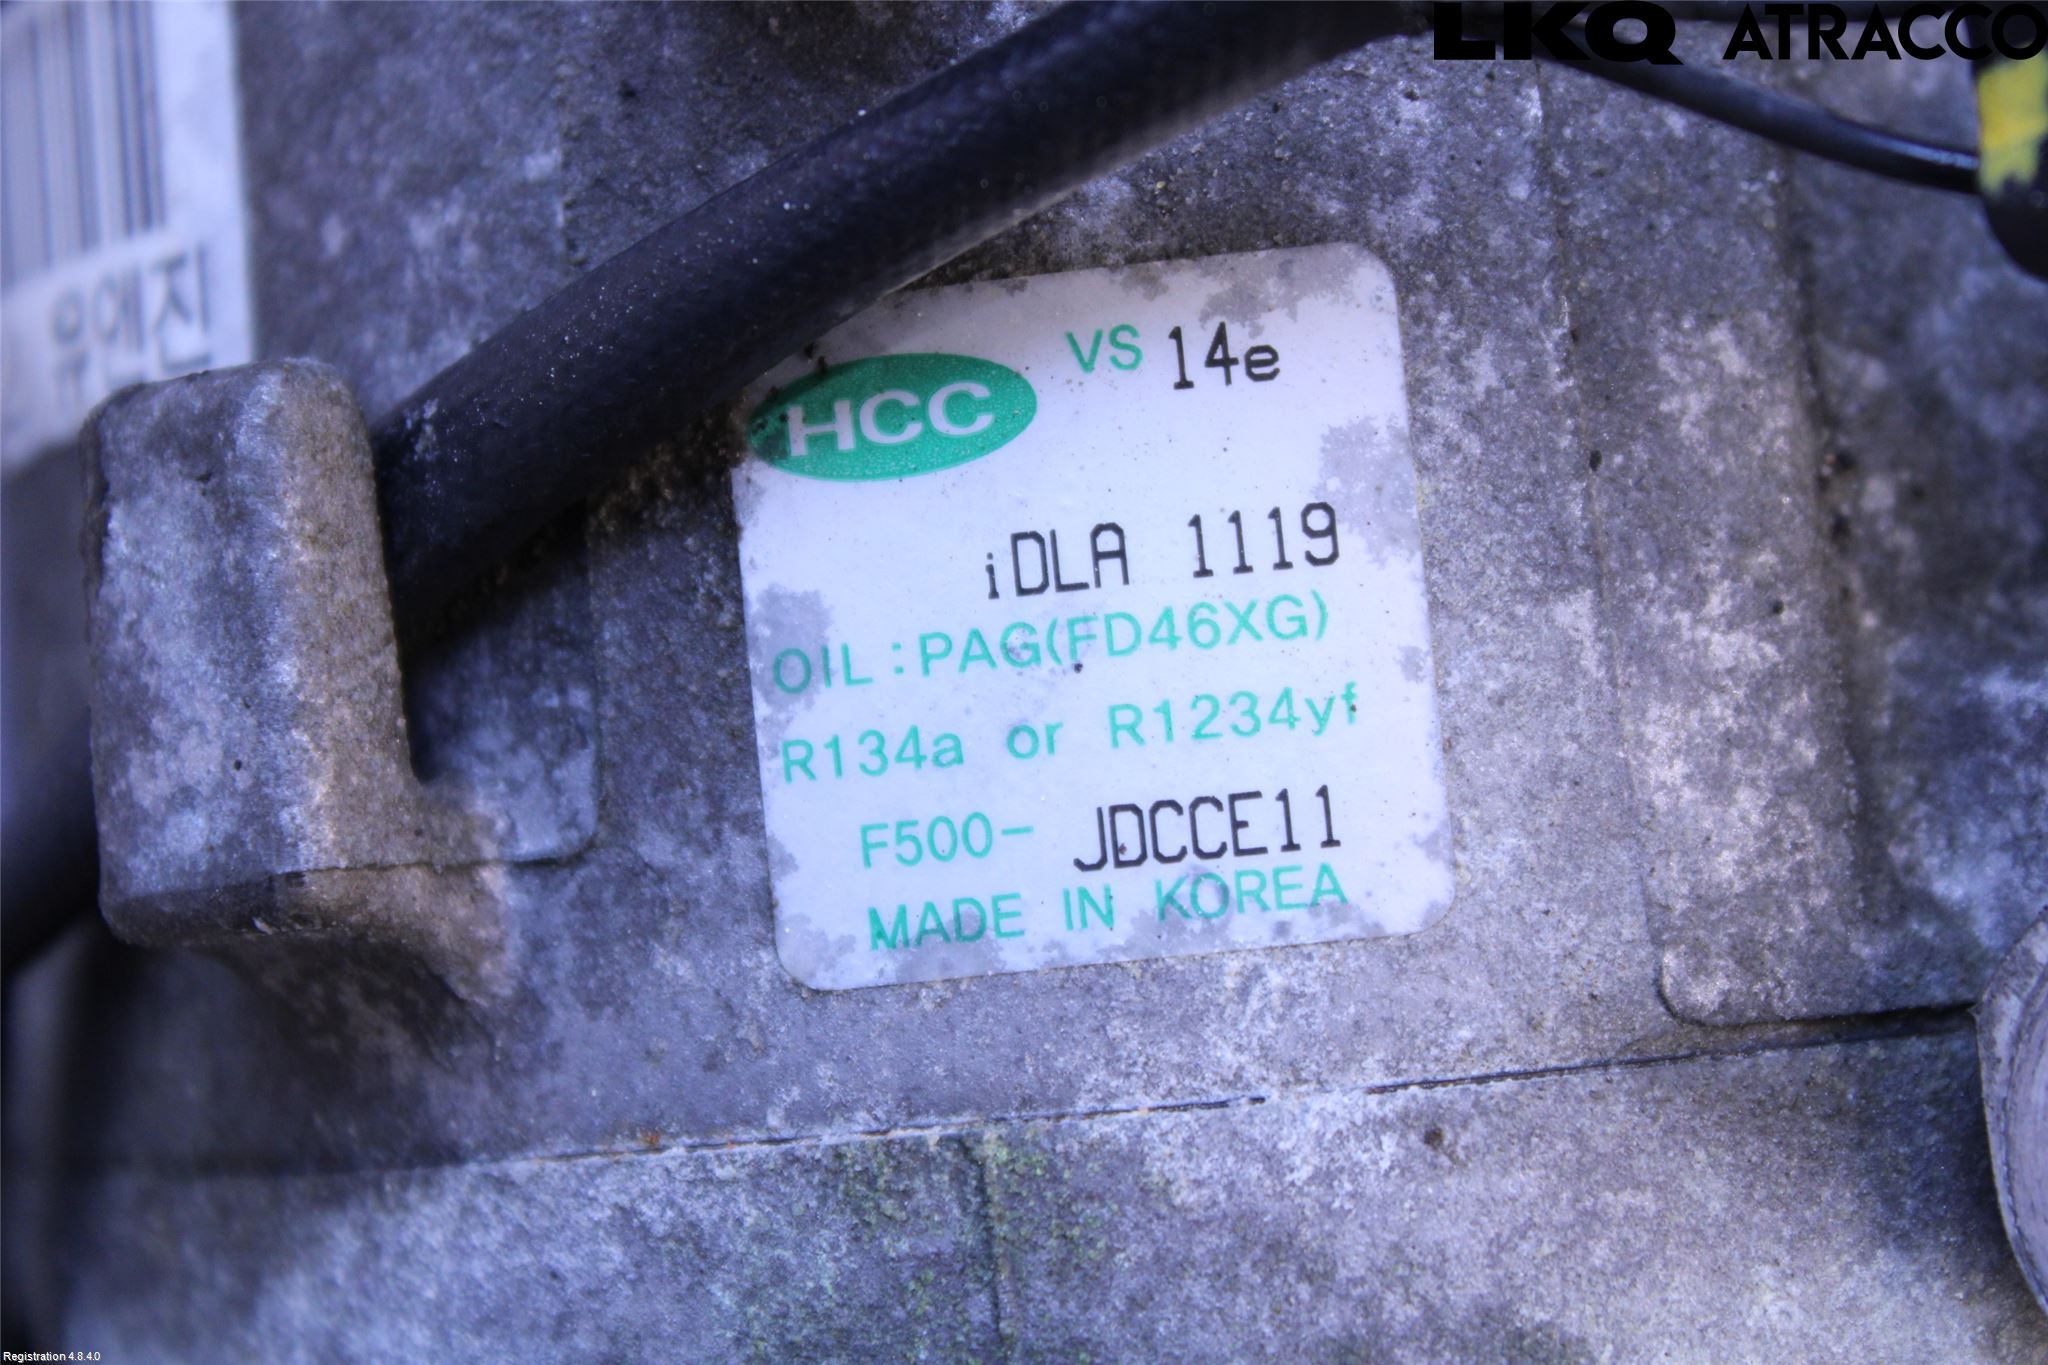 LKQ ATRACCO
유예진
VS 14e
HCC
iDLA 1119
OIL : PAG(FD46XG)
R134a or R1234yf
F500- JDCCE11
MADE IN KOREA
Registration 4.8.4.0